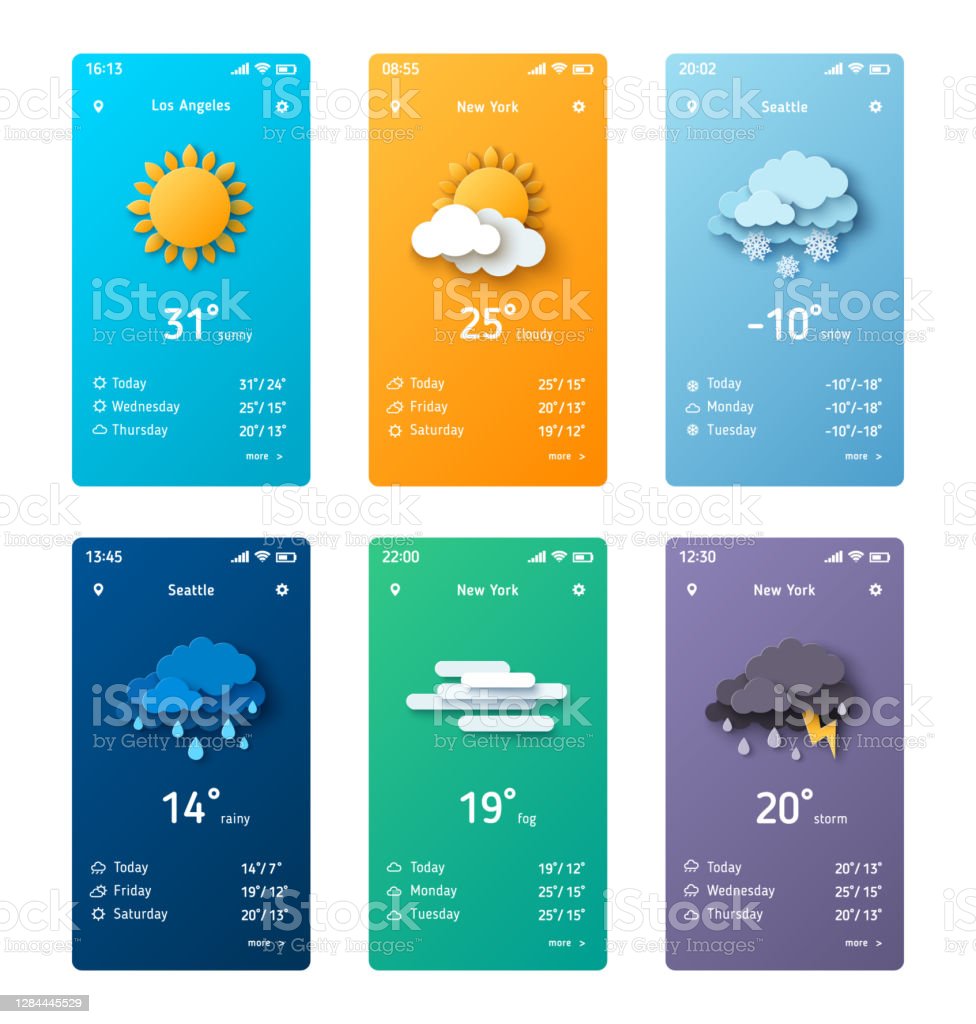 16:13
Los Angeles
31° sunny
Today 31°/ 24°
Wednesday 25°/ 15°
Thursday 20°/ 13°
more >
08:55
New York
25° cloudy
Today 25°/ 15°
Friday 20°/ 13°
Saturday 19°/ 12°
more >
20:02
Seattle
-10° snow
Today -10°/-18°
Monday -10°/-18°
Tuesday -10°/-18°
more >
13:45
Seattle
14° rainy
Today 14°/ 7°
Friday 19°/ 12°
Saturday 20°/ 13°
more >
22:00
New York
19° fog
Today 19°/ 12°
Monday 25°/ 15°
Tuesday 25°/ 15°
more >
12:30
New York
20° storm
Today 20°/ 13°
Wednesday 25°/ 15°
Thursday 20°/ 13°
more >
iStock
by Getty Images™
1284445529